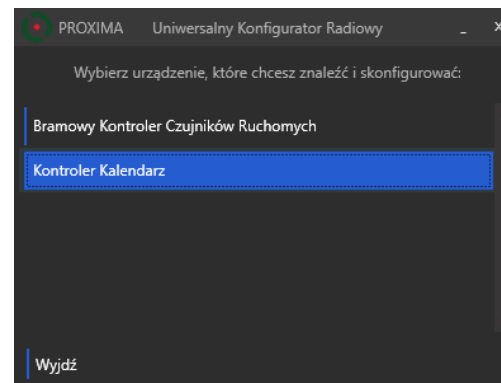 PROXIMA Uniwersalny Konfigurator Radiowy
Wybierz urządzenie, które chcesz znaleźć i skonfigurować:
Bramowy Kontroler Czujników Ruchomych
Kontroler Kalendarz
Wyjdź